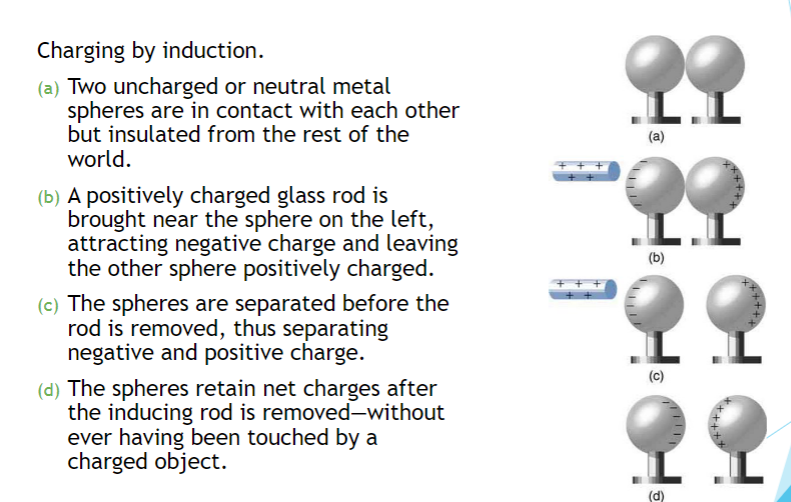 Charging by induction.
(a) Two uncharged or neutral metal
spheres are in contact with each other
but insulated from the rest of the
world.
(b) A positively charged glass rod is
brought near the sphere on the left,
attracting negative charge and leaving
the other sphere positively charged.
(c) The spheres are separated before the
rod is removed, thus separating
negative and positive charge.
(d) The spheres retain net charges after
the inducing rod is removed—without
ever having been touched by a
charged object.
(a)
(b)
(c)
(d)